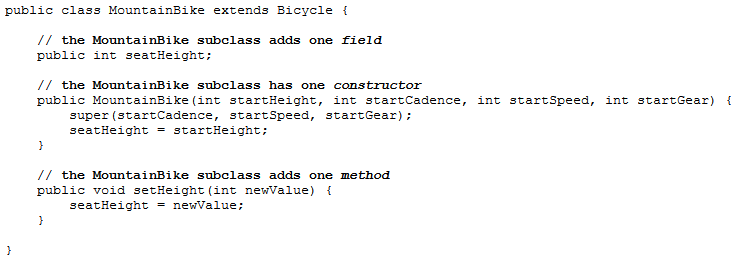 public class MountainBike extends Bicycle {
// the MountainBike subclass adds one field
public int seatHeight;
// the MountainBike subclass has one constructor
public MountainBike(int startHeight, int startCadence, int startSpeed, int startGear) {
super(startCadence, startSpeed, startGear);
seatHeight = startHeight;
}
// the MountainBike subclass adds one method
public void setHeight(int newValue) {
seatHeight = newValue;
}
}